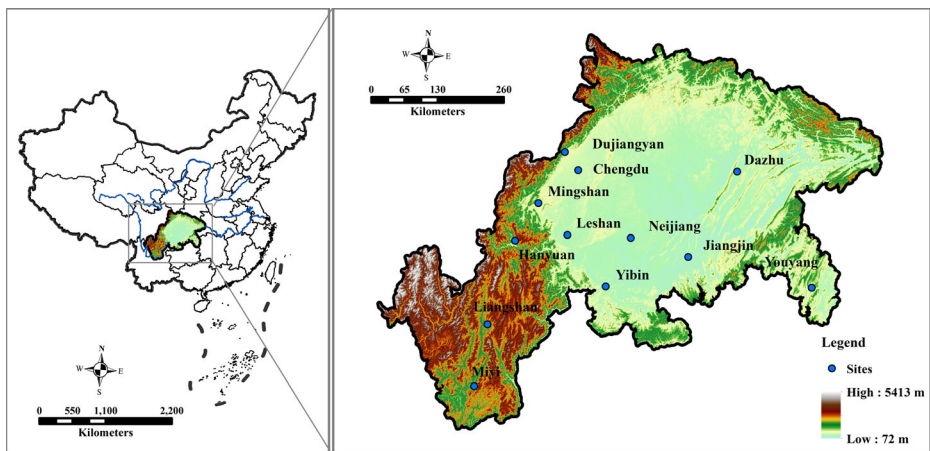 N
W E
S
0 550 1,100 2,200
Kilometers
N
W E
S
0 65 130 260
Kilometers
Dujiangyan
Chengdu
Dazhu
Mingshan
Leshan
Neijiang
Hanyuan
Jiangjin
Youyang
Yibin
Liangshan
Miyi
Legend
Sites
High : 5413 m
Low : 72 m